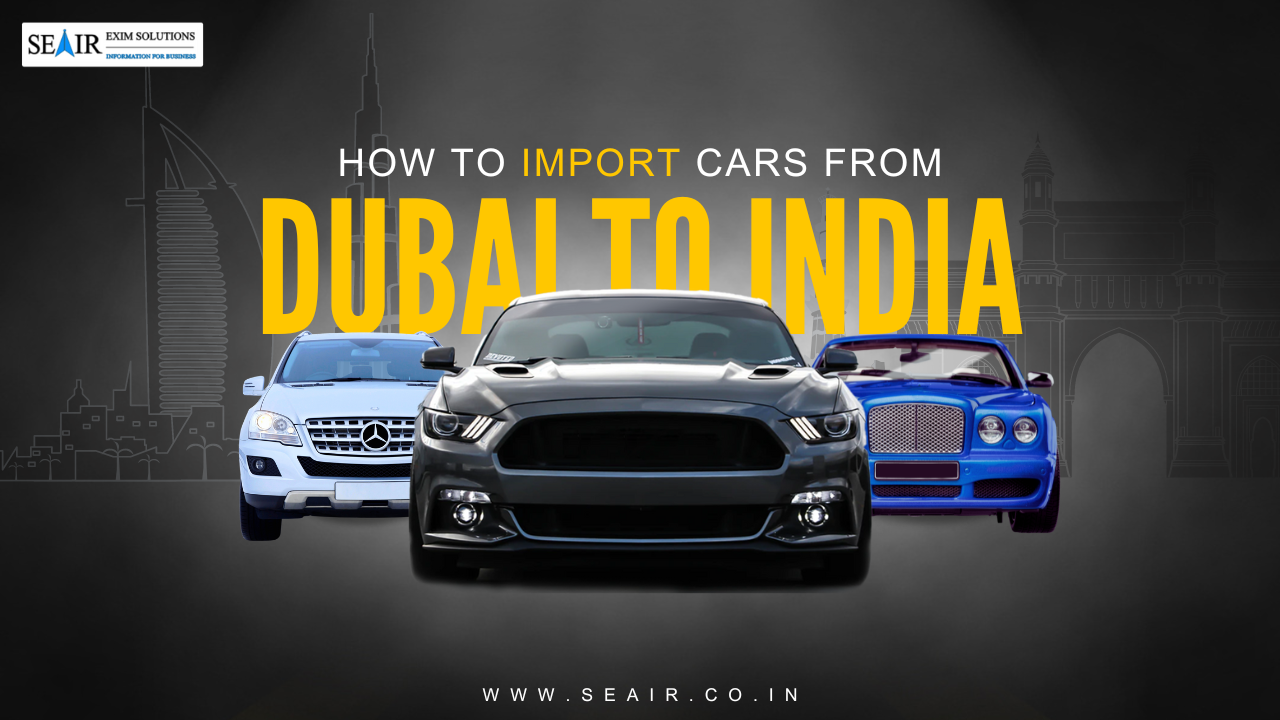 SEAIR EXIM SOLUTIONS
INFORMATION FOR BUSINESS
HOW TO IMPORT CARS FROM
DUBAI TO INDIA
WWW.SEAIR.CO.IN